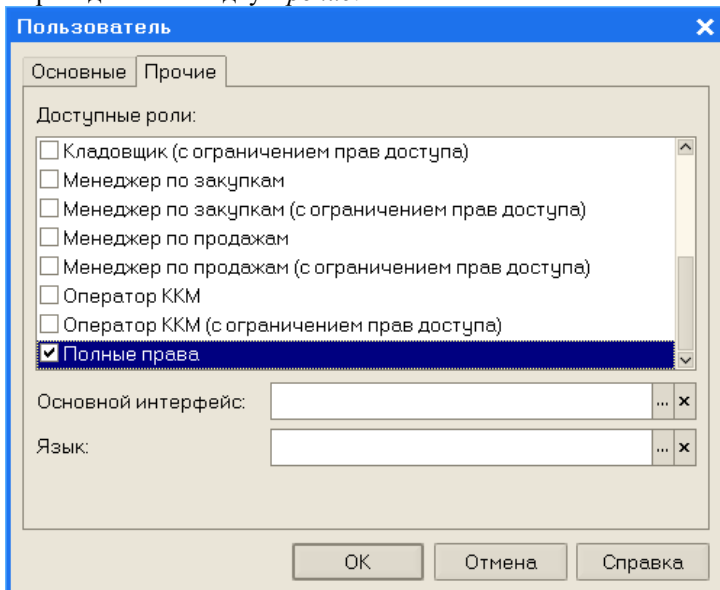 Пользователь
Основные Прочие
Доступные роли:
Кладовщик (с ограничением прав доступа)
Менеджер по закупкам
Менеджер по закупкам (с ограничением прав доступа)
Менеджер по продажам
Менеджер по продажам (с ограничением прав доступа)
Оператор ККМ
Оператор ККМ (с ограничением прав доступа)
Полные права
Основной интерфейс: ... x
Язык: ... x
OK Отмена Справка